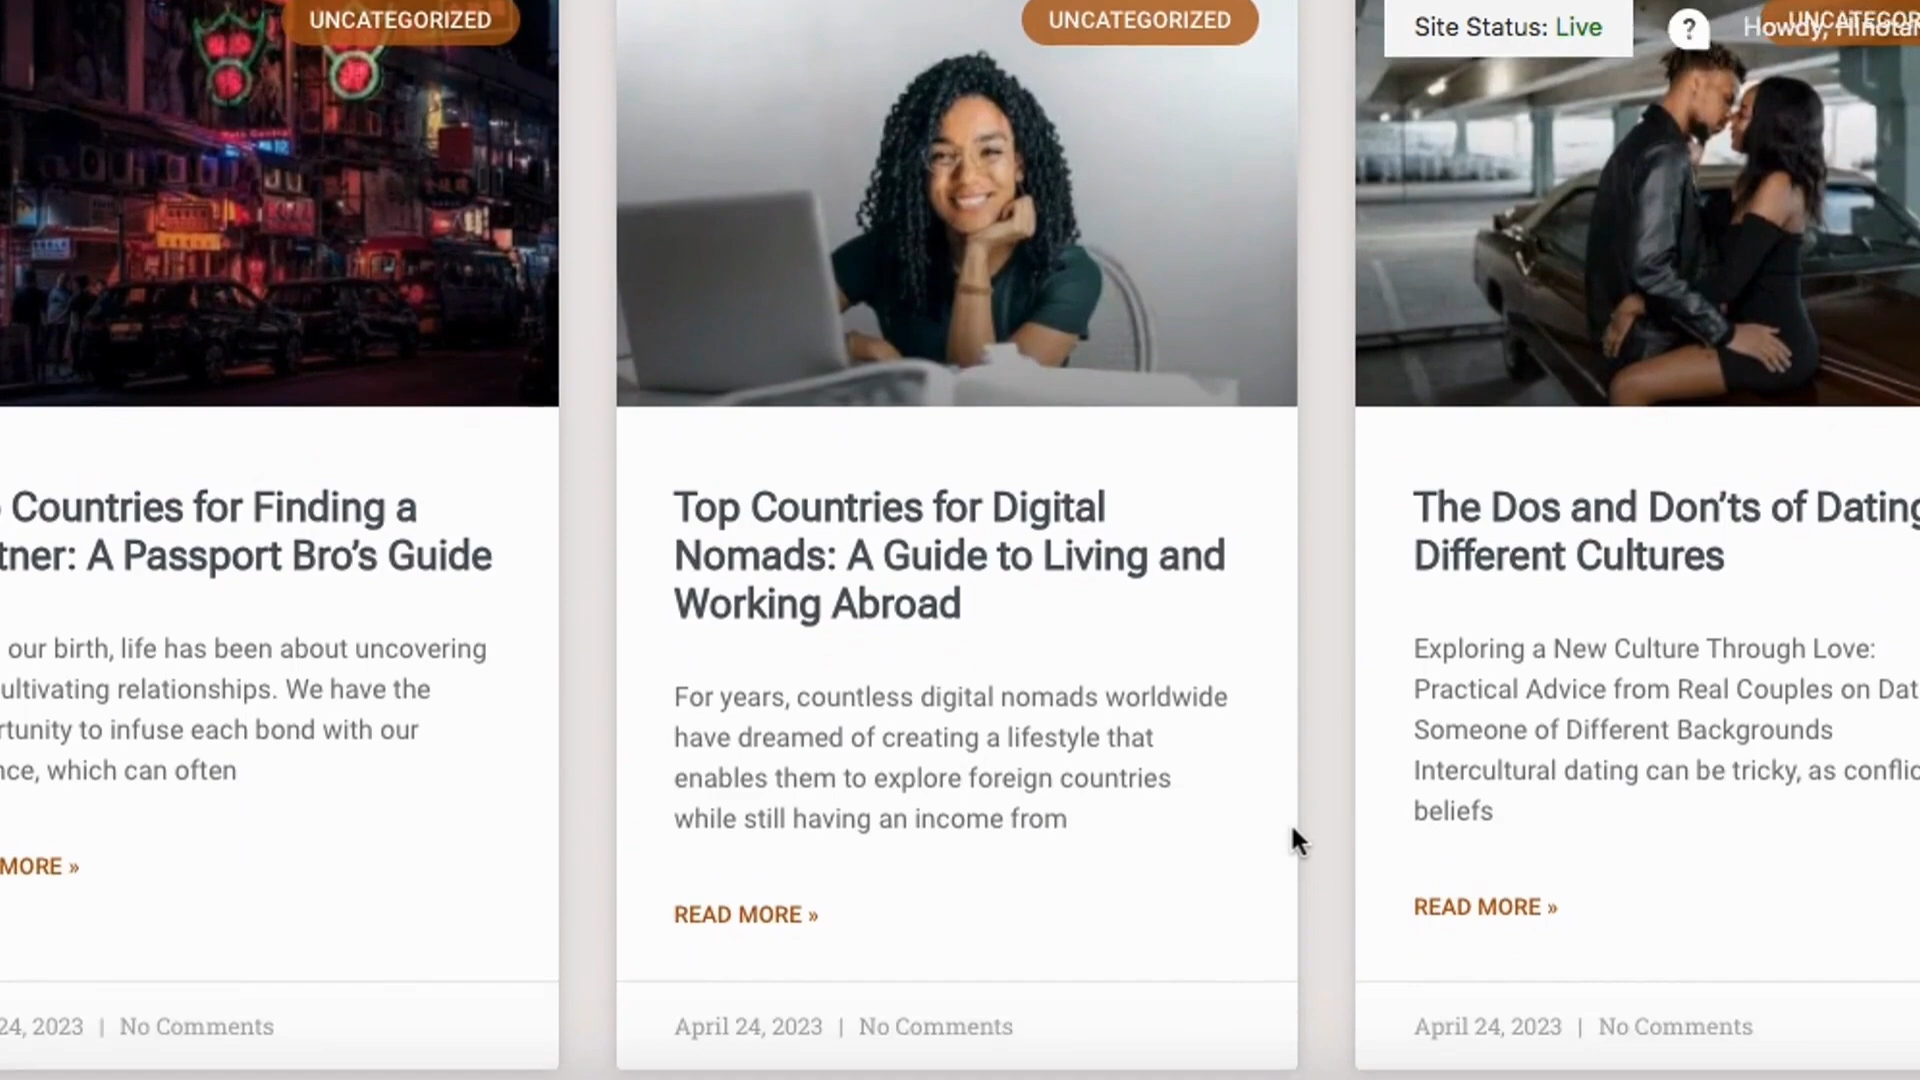 UNCATEGORIZED
UNCATEGORIZED
Site Status: Live
?
Howdy,
Countries for Finding a
tner: A Passport Bro's Guide
our birth, life has been about uncovering
ultivating relationships. We have the
rtunity to infuse each bond with our
nce, which can often
MORE »
24, 2023 | No Comments
Top Countries for Digital
Nomads: A Guide to Living and
Working Abroad
For years, countless digital nomads worldwide
have dreamed of creating a lifestyle that
enables them to explore foreign countries
while still having an income from
READ MORE »
April 24, 2023 | No Comments
The Dos and Don'ts of Dating
Different Cultures
Exploring a New Culture Through Love:
Practical Advice from Real Couples on Dat
Someone of Different Backgrounds
Intercultural dating can be tricky, as conflic
beliefs
READ MORE »
April 24, 2023 | No Comments